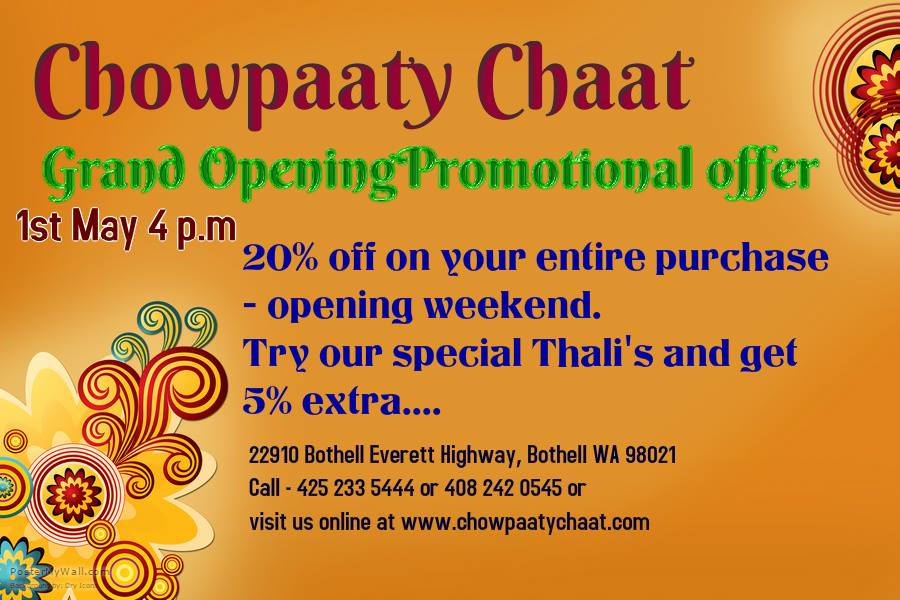 Chowpaaty Chaat
Grand Opening Promotional offer
1st May 4 p.m
20% off on your entire purchase
- opening weekend.
Try our special Thali's and get
5% extra....
22910 Bothell Everett Highway, Bothell WA 98021
Call - 425 233 5444 or 408 242 0545 or
visit us online at www.chowpaatychaat.com
PosterMyWall.com